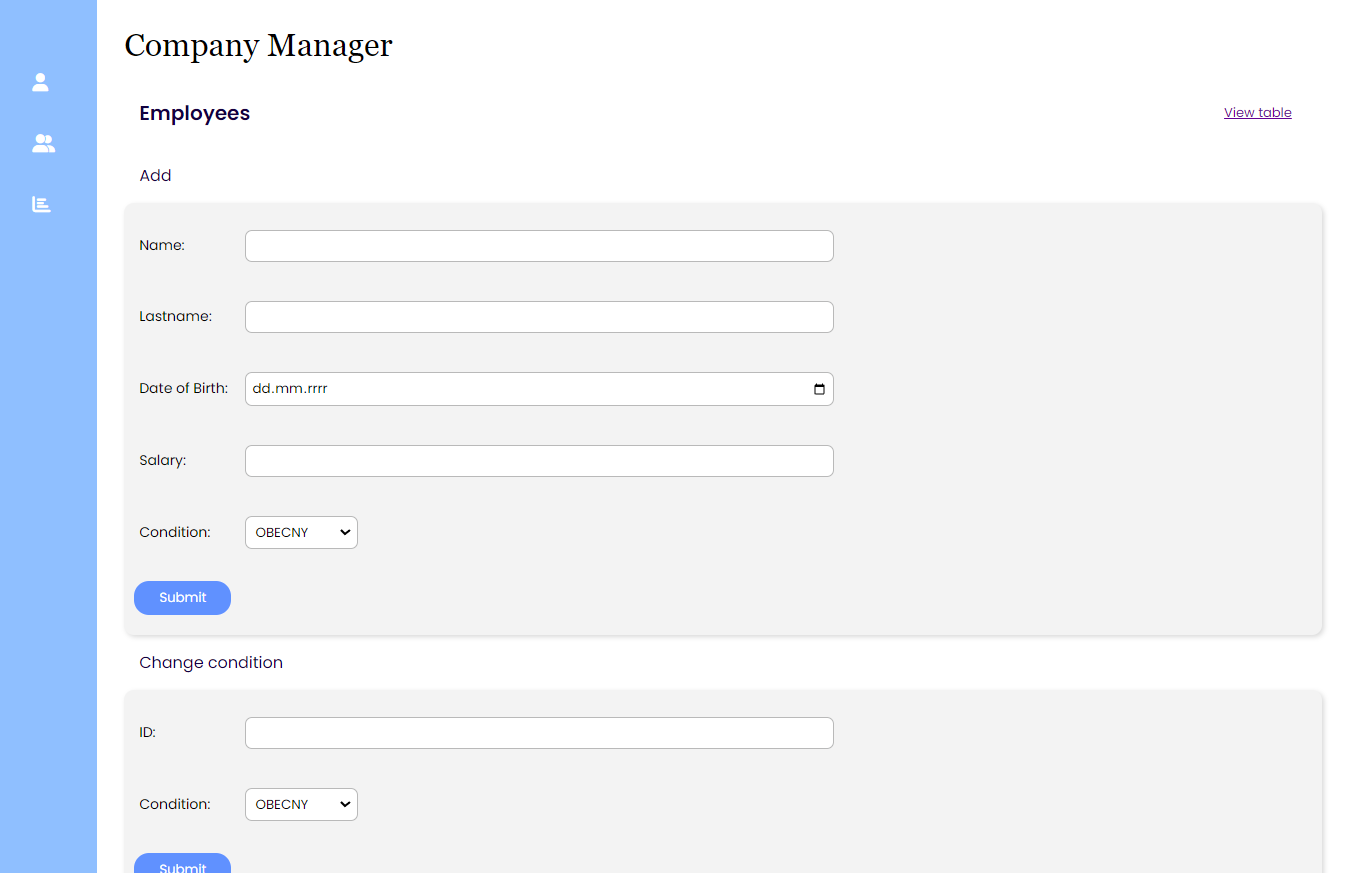 Company Manager
Employees
View table
Add
Name:
Lastname:
Date of Birth:
dd.mm.rrrr
Salary:
Condition:
OBECNY
Submit
Change condition
ID:
Condition:
OBECNY
Submit